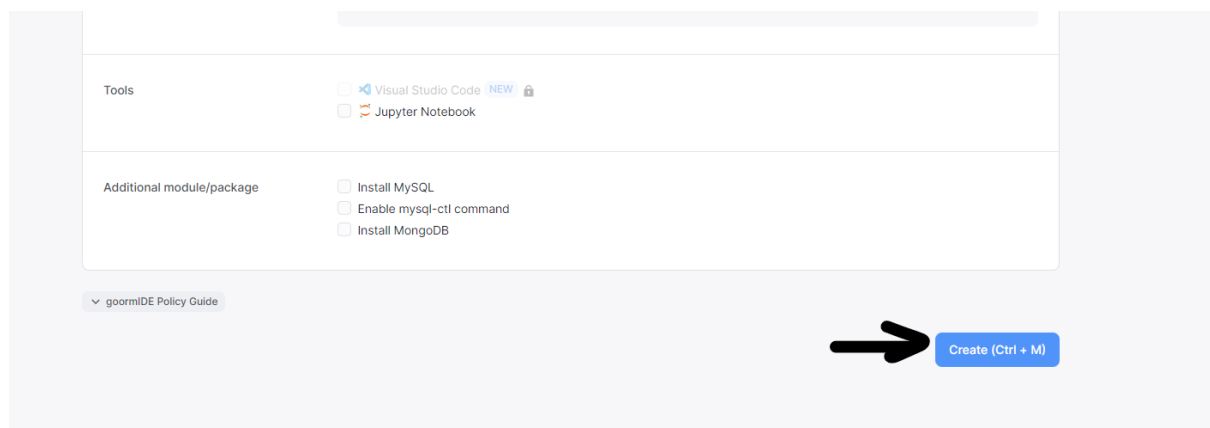 Tools
Visual Studio Code NEW
Jupyter Notebook
Additional module/package
Install MySQL
Enable mysql-ctl command
Install MongoDB
goormIDE Policy Guide
Create (Ctrl + M)